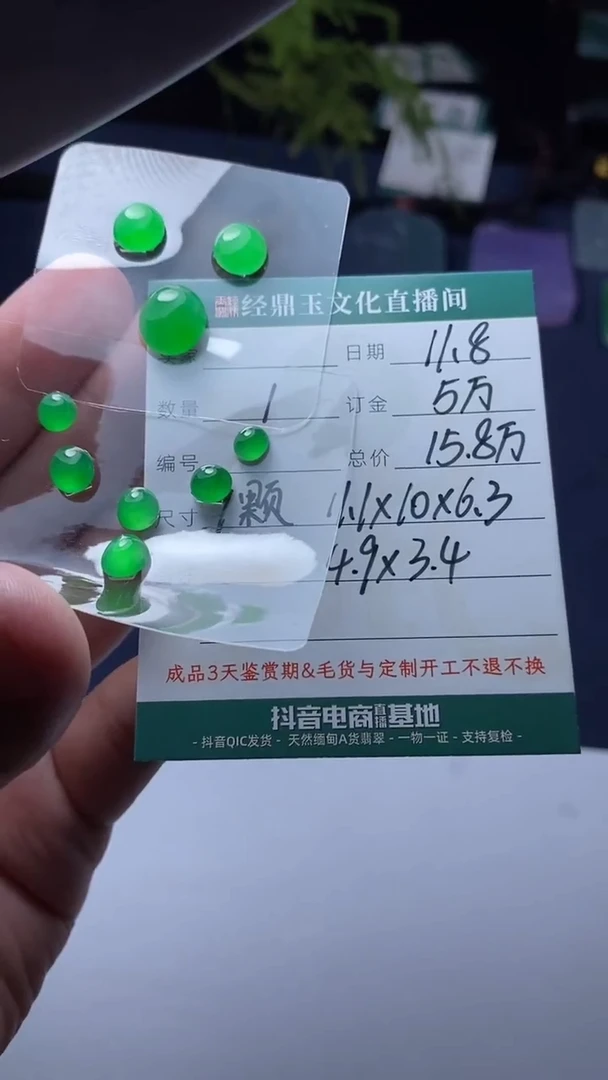 经鼎玉文化直播间
日期 11.8
数量 1 订金 5万
编号 总价 15.8万
尺寸 颗 11.1X10X6.3
4.9X3.4
成品3天鉴赏期&毛货与定制开工不退不换
抖音电商直播基地
- 抖音QIC发货 - 天然缅甸A货翡翠 - 一物一证 - 支持复检 -